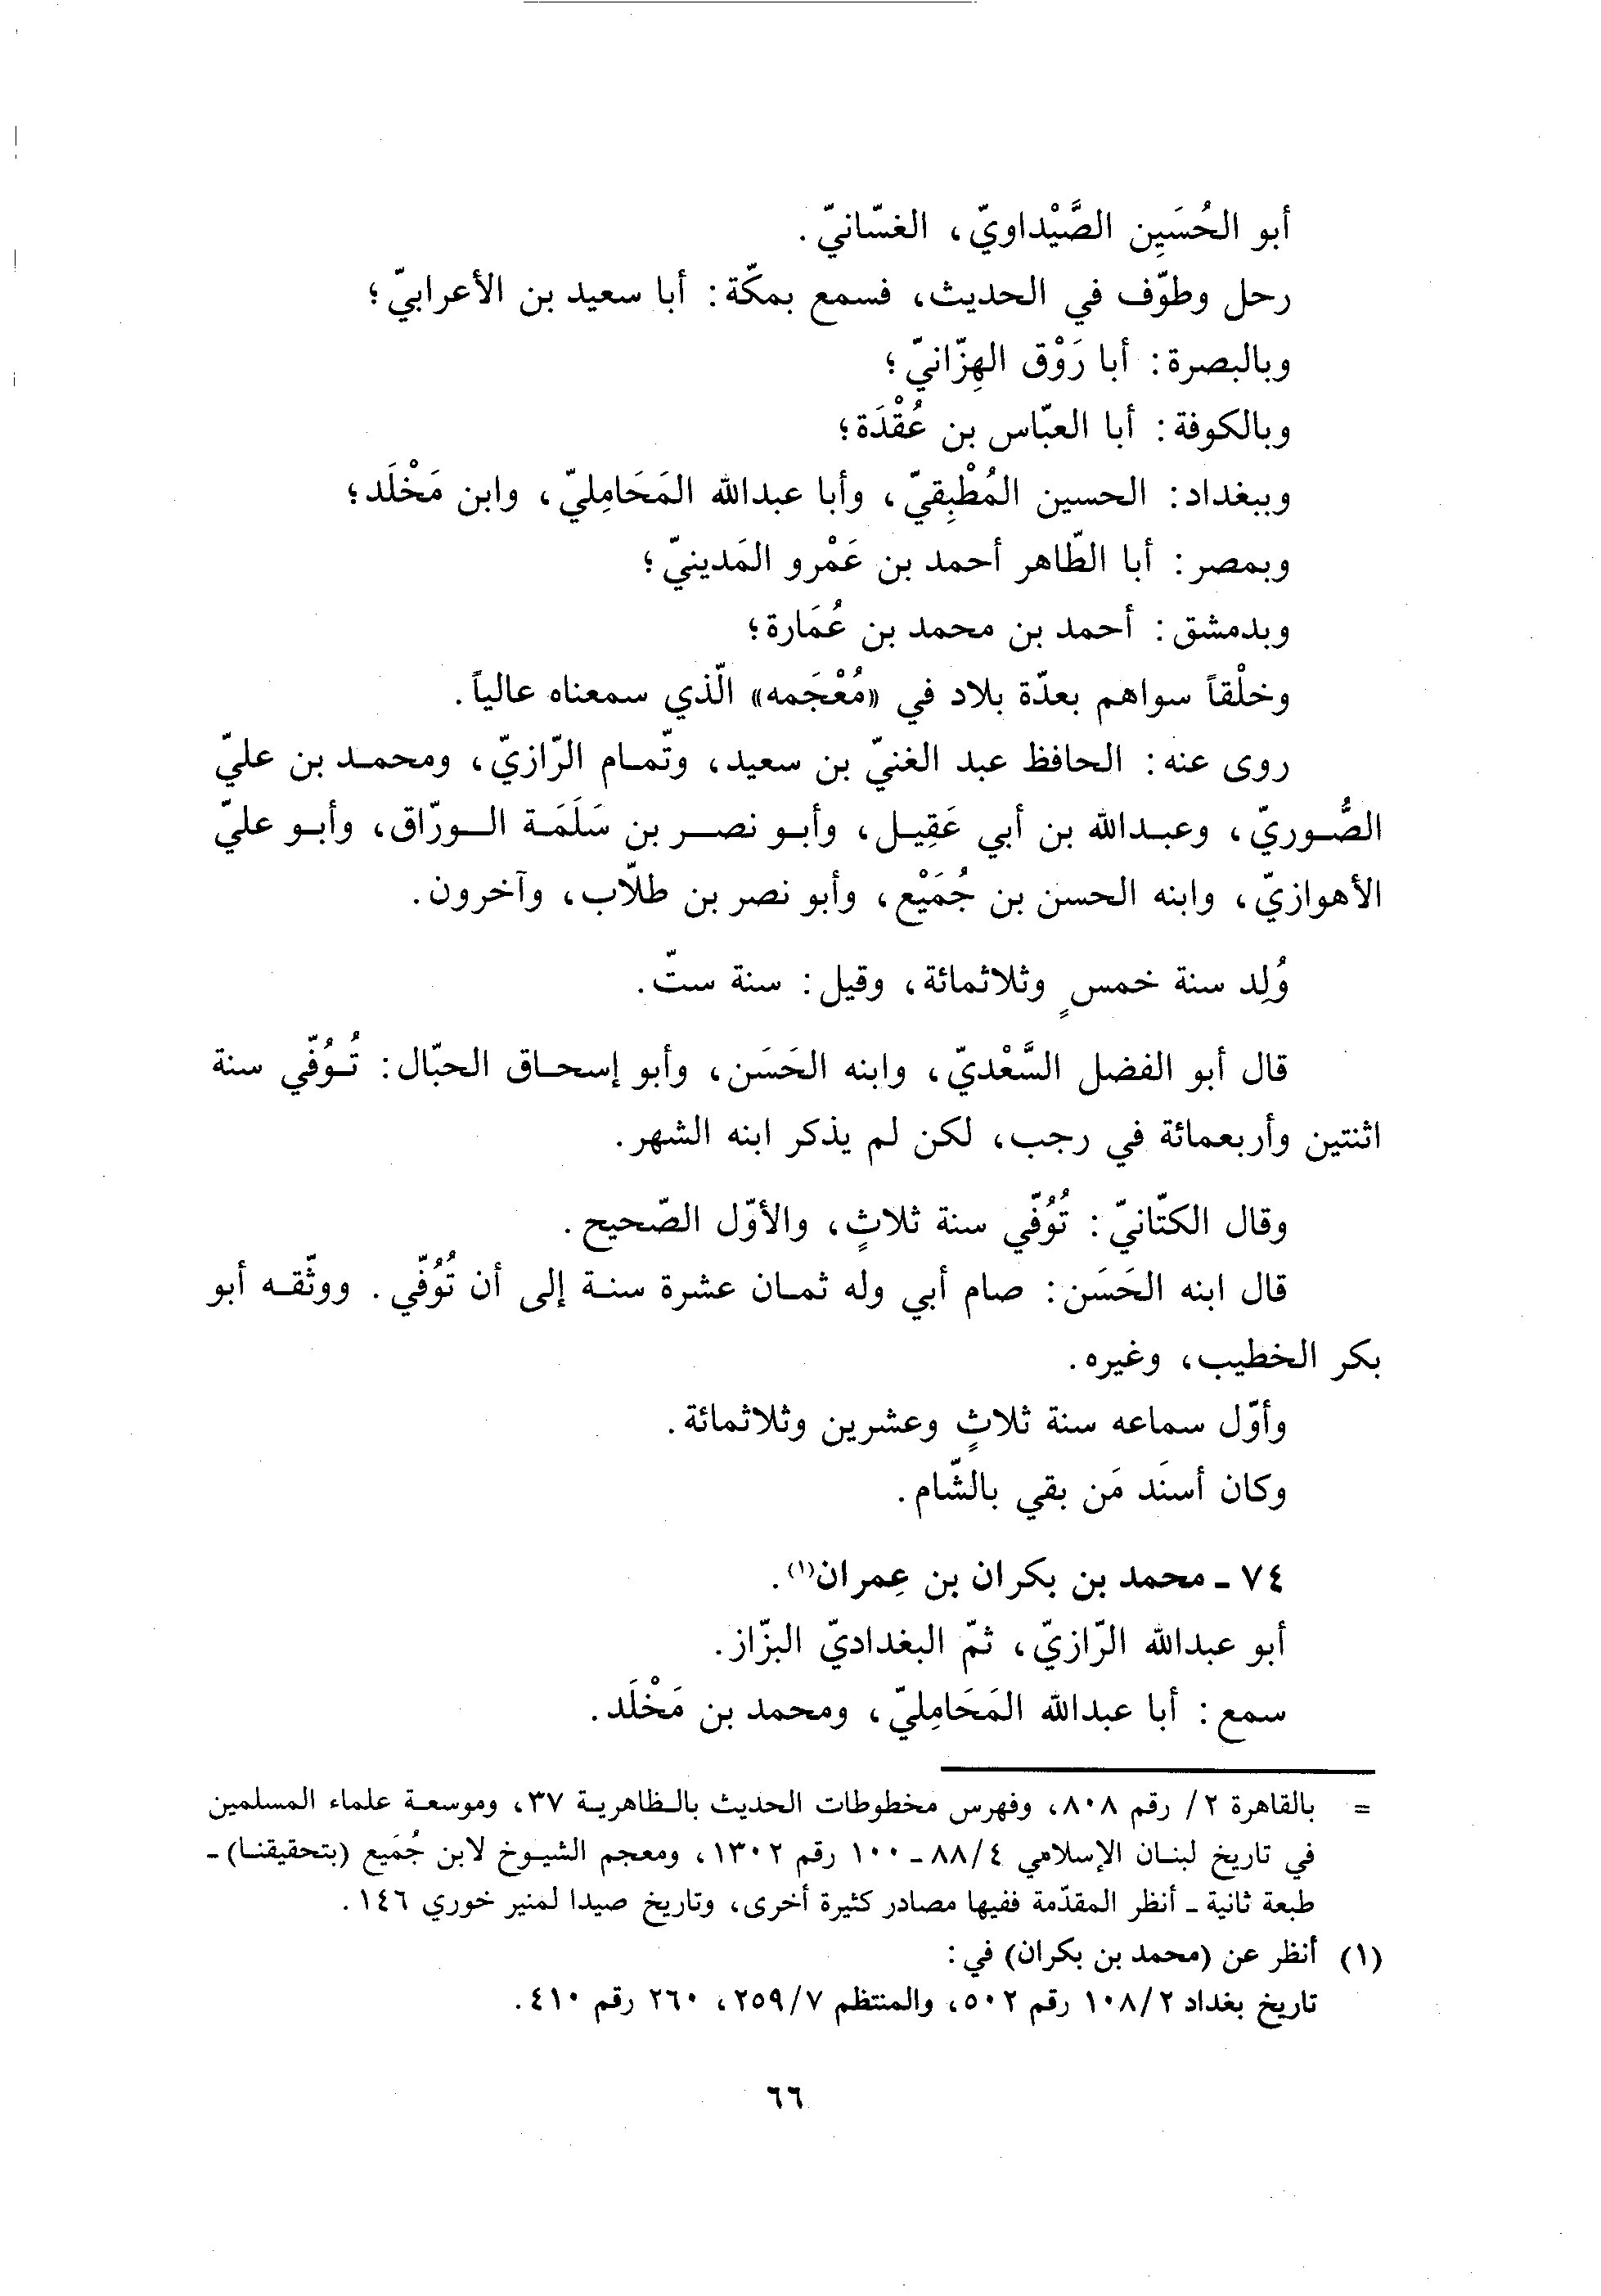 أبو الحُسَيِن الصَّيْداويّ، الغسّانيّ.
رحل وطوّف في الحديث، فسمع بمكّة: أبا سعيد بن الأعرابيّ؛
وبالبصرة: أبا رَوْق الهِزّانيّ؛
وبالكوفة: أبا العبّاس بن عُقْدَة؛
وببغداد: الحسين المُطْبِقيّ، وأبا عبدالله المَحَامِليّ، وابن مَخْلَد؛
وبمصر: أبا الطّاهر أحمد بن عَمْرو المَدينيّ؛
وبدمشق: أحمد بن محمد بن عُمَارة؛
وخلْقاً سواهم بعدّة بلاد في «مُعْجَمه» الّذي سمعناه عالياً.
روى عنه: الحافظ عبد الغنيّ بن سعيد، وتّمام الرّازيّ، ومحمد بن عليّ
الصُّوريّ، وعبدالله بن أبي عَقِيل، وأبو نصر بن سَلَمَة الورّاق، وأبو عليّ
الأهوازيّ، وابنه الحسن بن جُمَيْع، وأبو نصر بن طلّاب، وآخرون.
وُلِد سنة خمسٍ وثلاثمائة، وقيل: سنة ستّ.
قال أبو الفضل السَّعْديّ، وابنه الحَسَن، وأبو إسحاق الحبّال: تُوُفّي سنة
اثنتين وأربعمائة في رجب، لكن لم يذكر ابنه الشهر.
وقال الكتّانيّ: تُوُفّي سنة ثلاثٍ، والأوّل الصّحيح.
قال ابنه الحَسَن: صام أبي وله ثمان عشرة سنة إلى أن تُوُفّي. ووثّقه أبو
بكر الخطيب، وغيره.
وأوّل سماعه سنة ثلاثٍ وعشرين وثلاثمائة.
وكان أسنَد مَن بقي بالشّام.
٧٤ ـ محمد بن بكران بن عِمران(١).
أبو عبدالله الرّازيّ، ثمّ البغداديّ البزّاز.
سمع: أبا عبدالله المَحَامِليّ، ومحمد بن مَخْلَد.
= بالقاهرة ٢/ رقم ٨٠٨، وفهرس مخطوطات الحديث بالظاهرية ٣٧، وموسعة علماء المسلمين
في تاريخ لبنان الإسلامي ٨٨/٤ ـ ١٠٠ رقم ١٣٠٢، ومعجم الشيوخ لابن جُمَيع (بتحقيقنا) ـ
طبعة ثانية ـ أنظر المقدّمة ففيها مصادر كثيرة أخرى، وتاريخ صيدا لمنير خوري ١٤٦.
(١) أنظر عن (محمد بن بكران) في:
تاريخ بغداد ١٠٨/٢ رقم ٥٠٢، والمنتظم ٢٥٩/٧، ٢٦٠ رقم ٤١٠.
٦٦